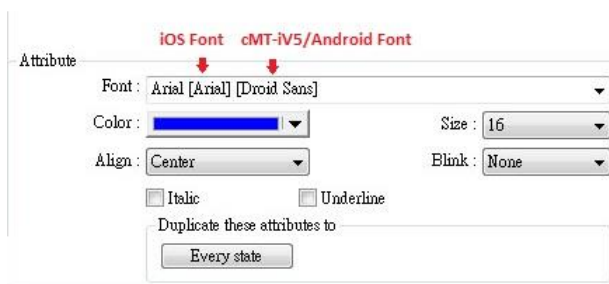 iOS Font cMT-iV5/Android Font
Attribute
Font : Arial [Arial] [Droid Sans]
Color : Size : 16
Align : Center Blink : None
Italic Underline
Duplicate these attributes to
Every state